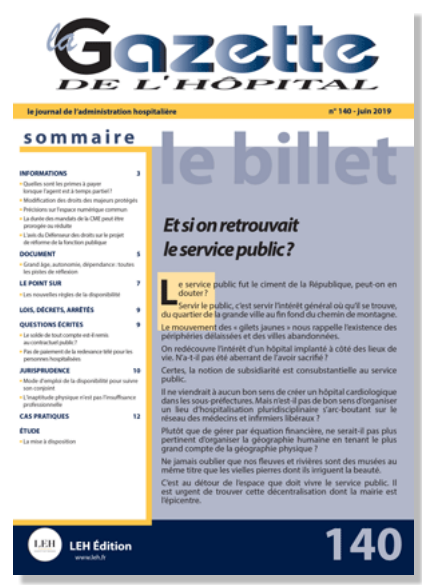 la
Gazette
DE L'HÔPITAL
le journal de l'administration hospitalière
n° 140 - juin 2019
sommaire
INFORMATIONS 3
Quelles sont les primes à payer
lorsque l'agent est à temps partiel ?
Modification des droits des majeurs protégés
Précisions sur l'espace numérique commun
La durée des mandats de la CME peut être
prorogée ou réduite
L'avis du Défenseur des droits sur le projet
de réforme de la fonction publique
DOCUMENT 5
Grand âge, autonomie, dépendance : toutes
les pistes de réflexion
LE POINT SUR 7
Les nouvelles règles de la disponibilité
LOIS, DÉCRETS, ARRÊTÉS 9
QUESTIONS ÉCRITES 9
Le solde de tout compte est-il remis
au contractuel public ?
Pas de paiement de la redevance télé pour les
personnes hospitalisées
JURISPRUDENCE 10
Mode d'emploi de la disponibilité pour suivre
son conjoint
L'inaptitude physique n'est pas l'insuffisance
professionnelle
CAS PRATIQUES 12
ÉTUDE
La mise à disposition
le billet
Et si on retrouvait
le service public ?
Le service public fut le ciment de la République, peut-on en
douter ?
Servir le public, c'est servir l'intérêt général où qu'il se trouve,
du quartier de la grande ville au fin fond du chemin de montagne.
Le mouvement des « gilets jaunes » nous rappelle l'existence des
périphéries délaissées et des villes abandonnées.
On redécouvre l'intérêt d'un hôpital implanté à côté des lieux de
vie. N'a-t-il pas été aberrant de l'avoir sacrifié ?
Certes, la notion de subsidiarité est consubstantielle au service
public.
Il ne viendrait à aucun bon sens de créer un hôpital cardiologique
dans les sous-préfectures. Mais n'est-il pas de bon sens d'organiser
un lieu d'hospitalisation pluridisciplinaire s'arc-boutant sur le
réseau des médecins et infirmiers libéraux ?
Plutôt que de gérer par équation financière, ne serait-il pas plus
pertinent d'organiser la géographie humaine en tenant le plus
grand compte de la géographie physique ?
Ne jamais oublier que nos fleuves et rivières sont des musées au
même titre que les vielles pierres dont ils irriguent la beauté.
C'est au détour de l'espace que doit vivre le service public. Il
est urgent de trouver cette décentralisation dont la mairie est
l'épicentre.
LEH
LEH Édition
www.leh.fr
140